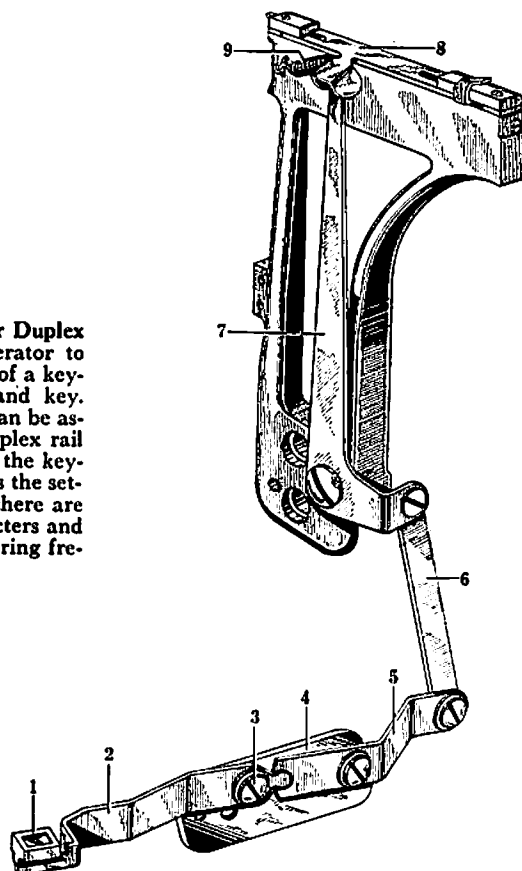 9
8
r Duplex
erator to
of a key-
and key.
an be as-
plex rail
the key-
s the set-
here are
cters and
ring fre-
7
6
5
4
3
2
1